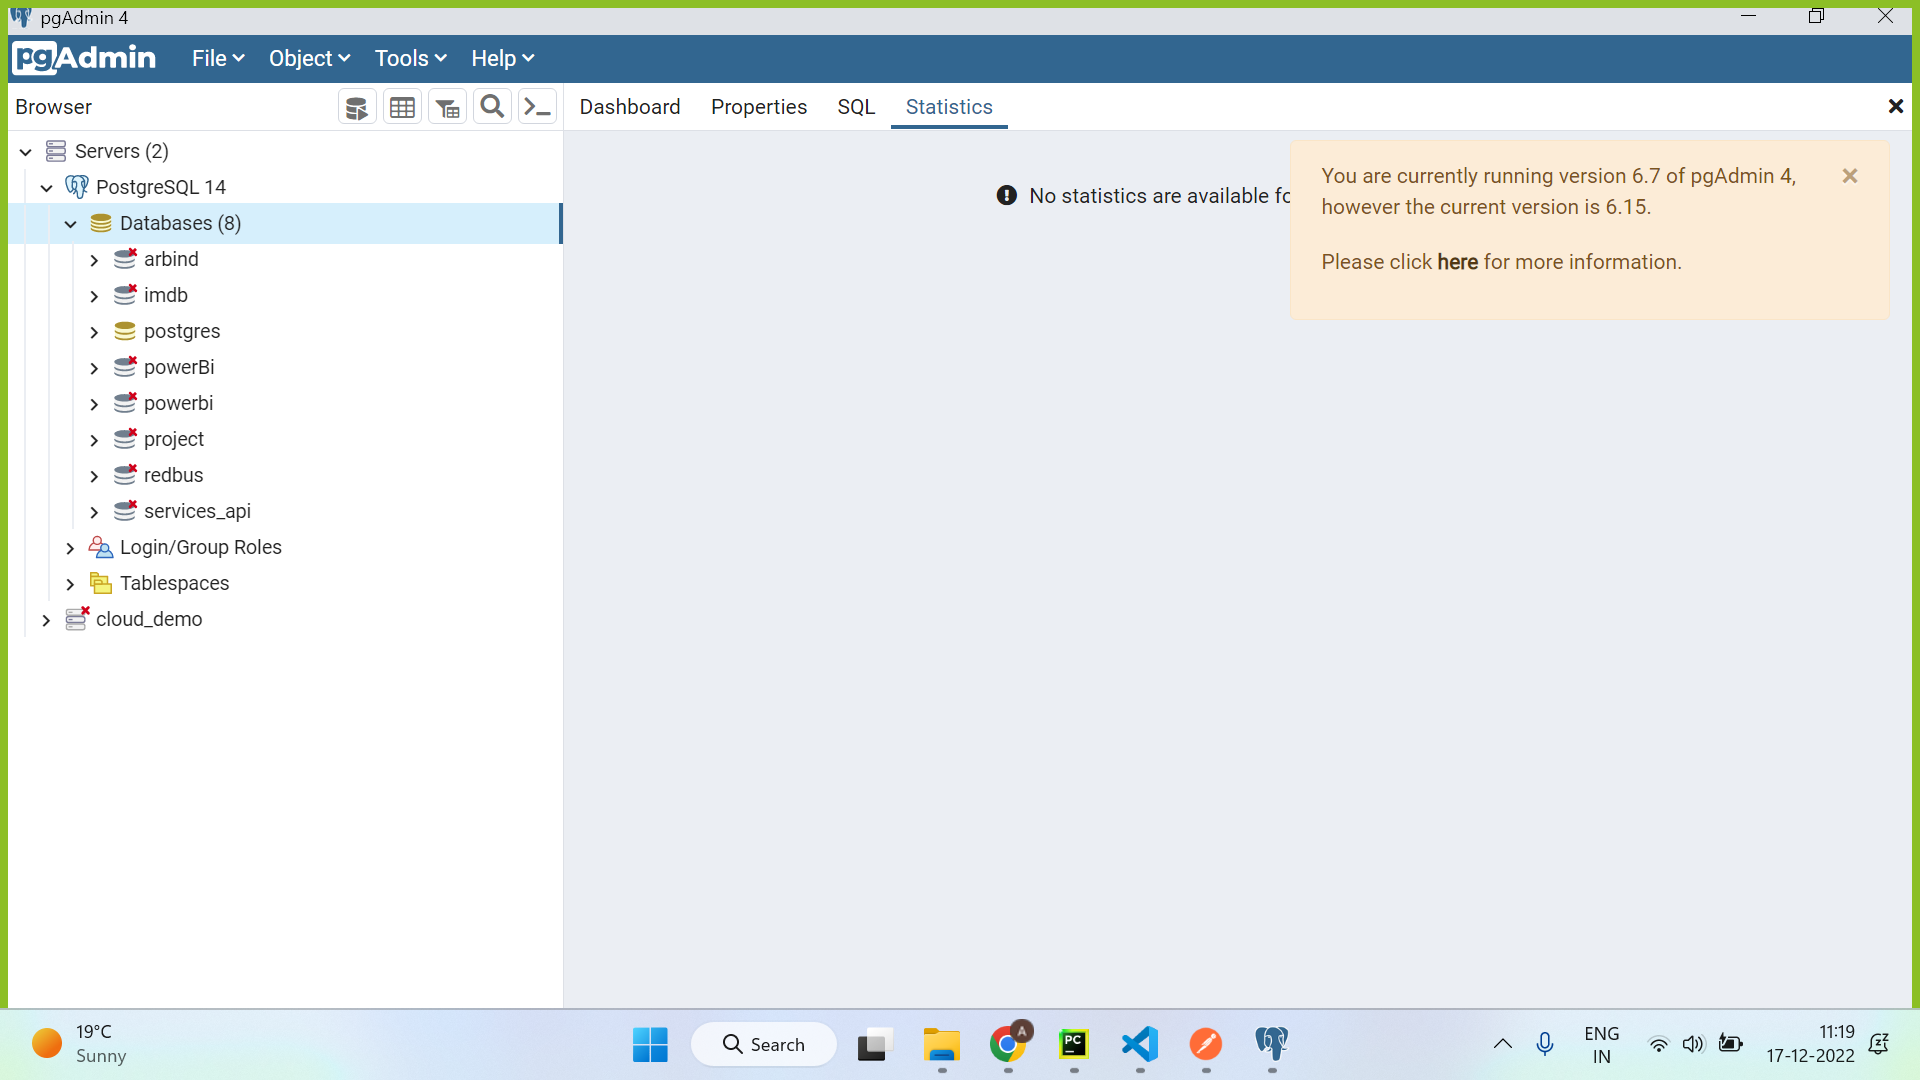 pgAdmin 4
pgAdmin File Object Tools Help
Browser
Dashboard Properties SQL Statistics
Servers (2)
PostgreSQL 14
Databases (8)
arbind
imdb
postgres
powerBi
powerbi
project
redbus
services_api
Login/Group Roles
Tablespaces
cloud_demo
No statistics are available
You are currently running version 6.7 of pgAdmin 4,
however the current version is 6.15.
Please click here for more information.
19°C
Sunny
Search
A
PC
ENG
IN
11:19
17-12-2022